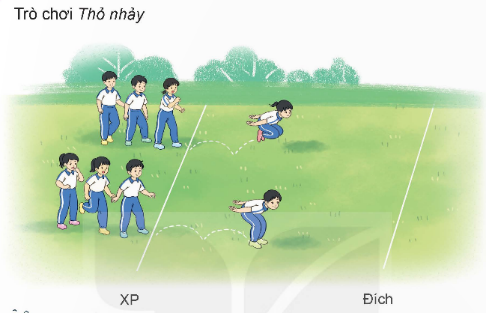 Trò chơi Thỏ nhảy
XP
Đích